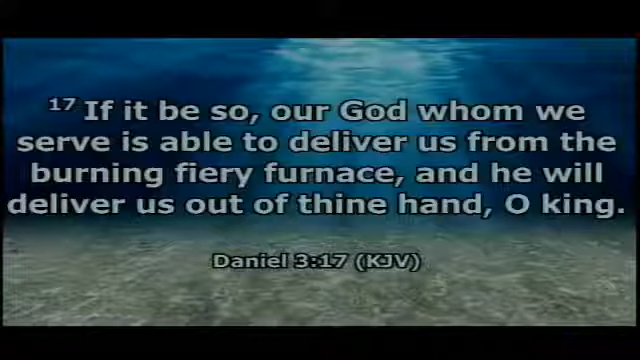 17 If it be so, our God whom we
serve is able to deliver us from the
burning fiery furnace, and he will
deliver us out of thine hand, O king.
Daniel 3:17 (KJV)